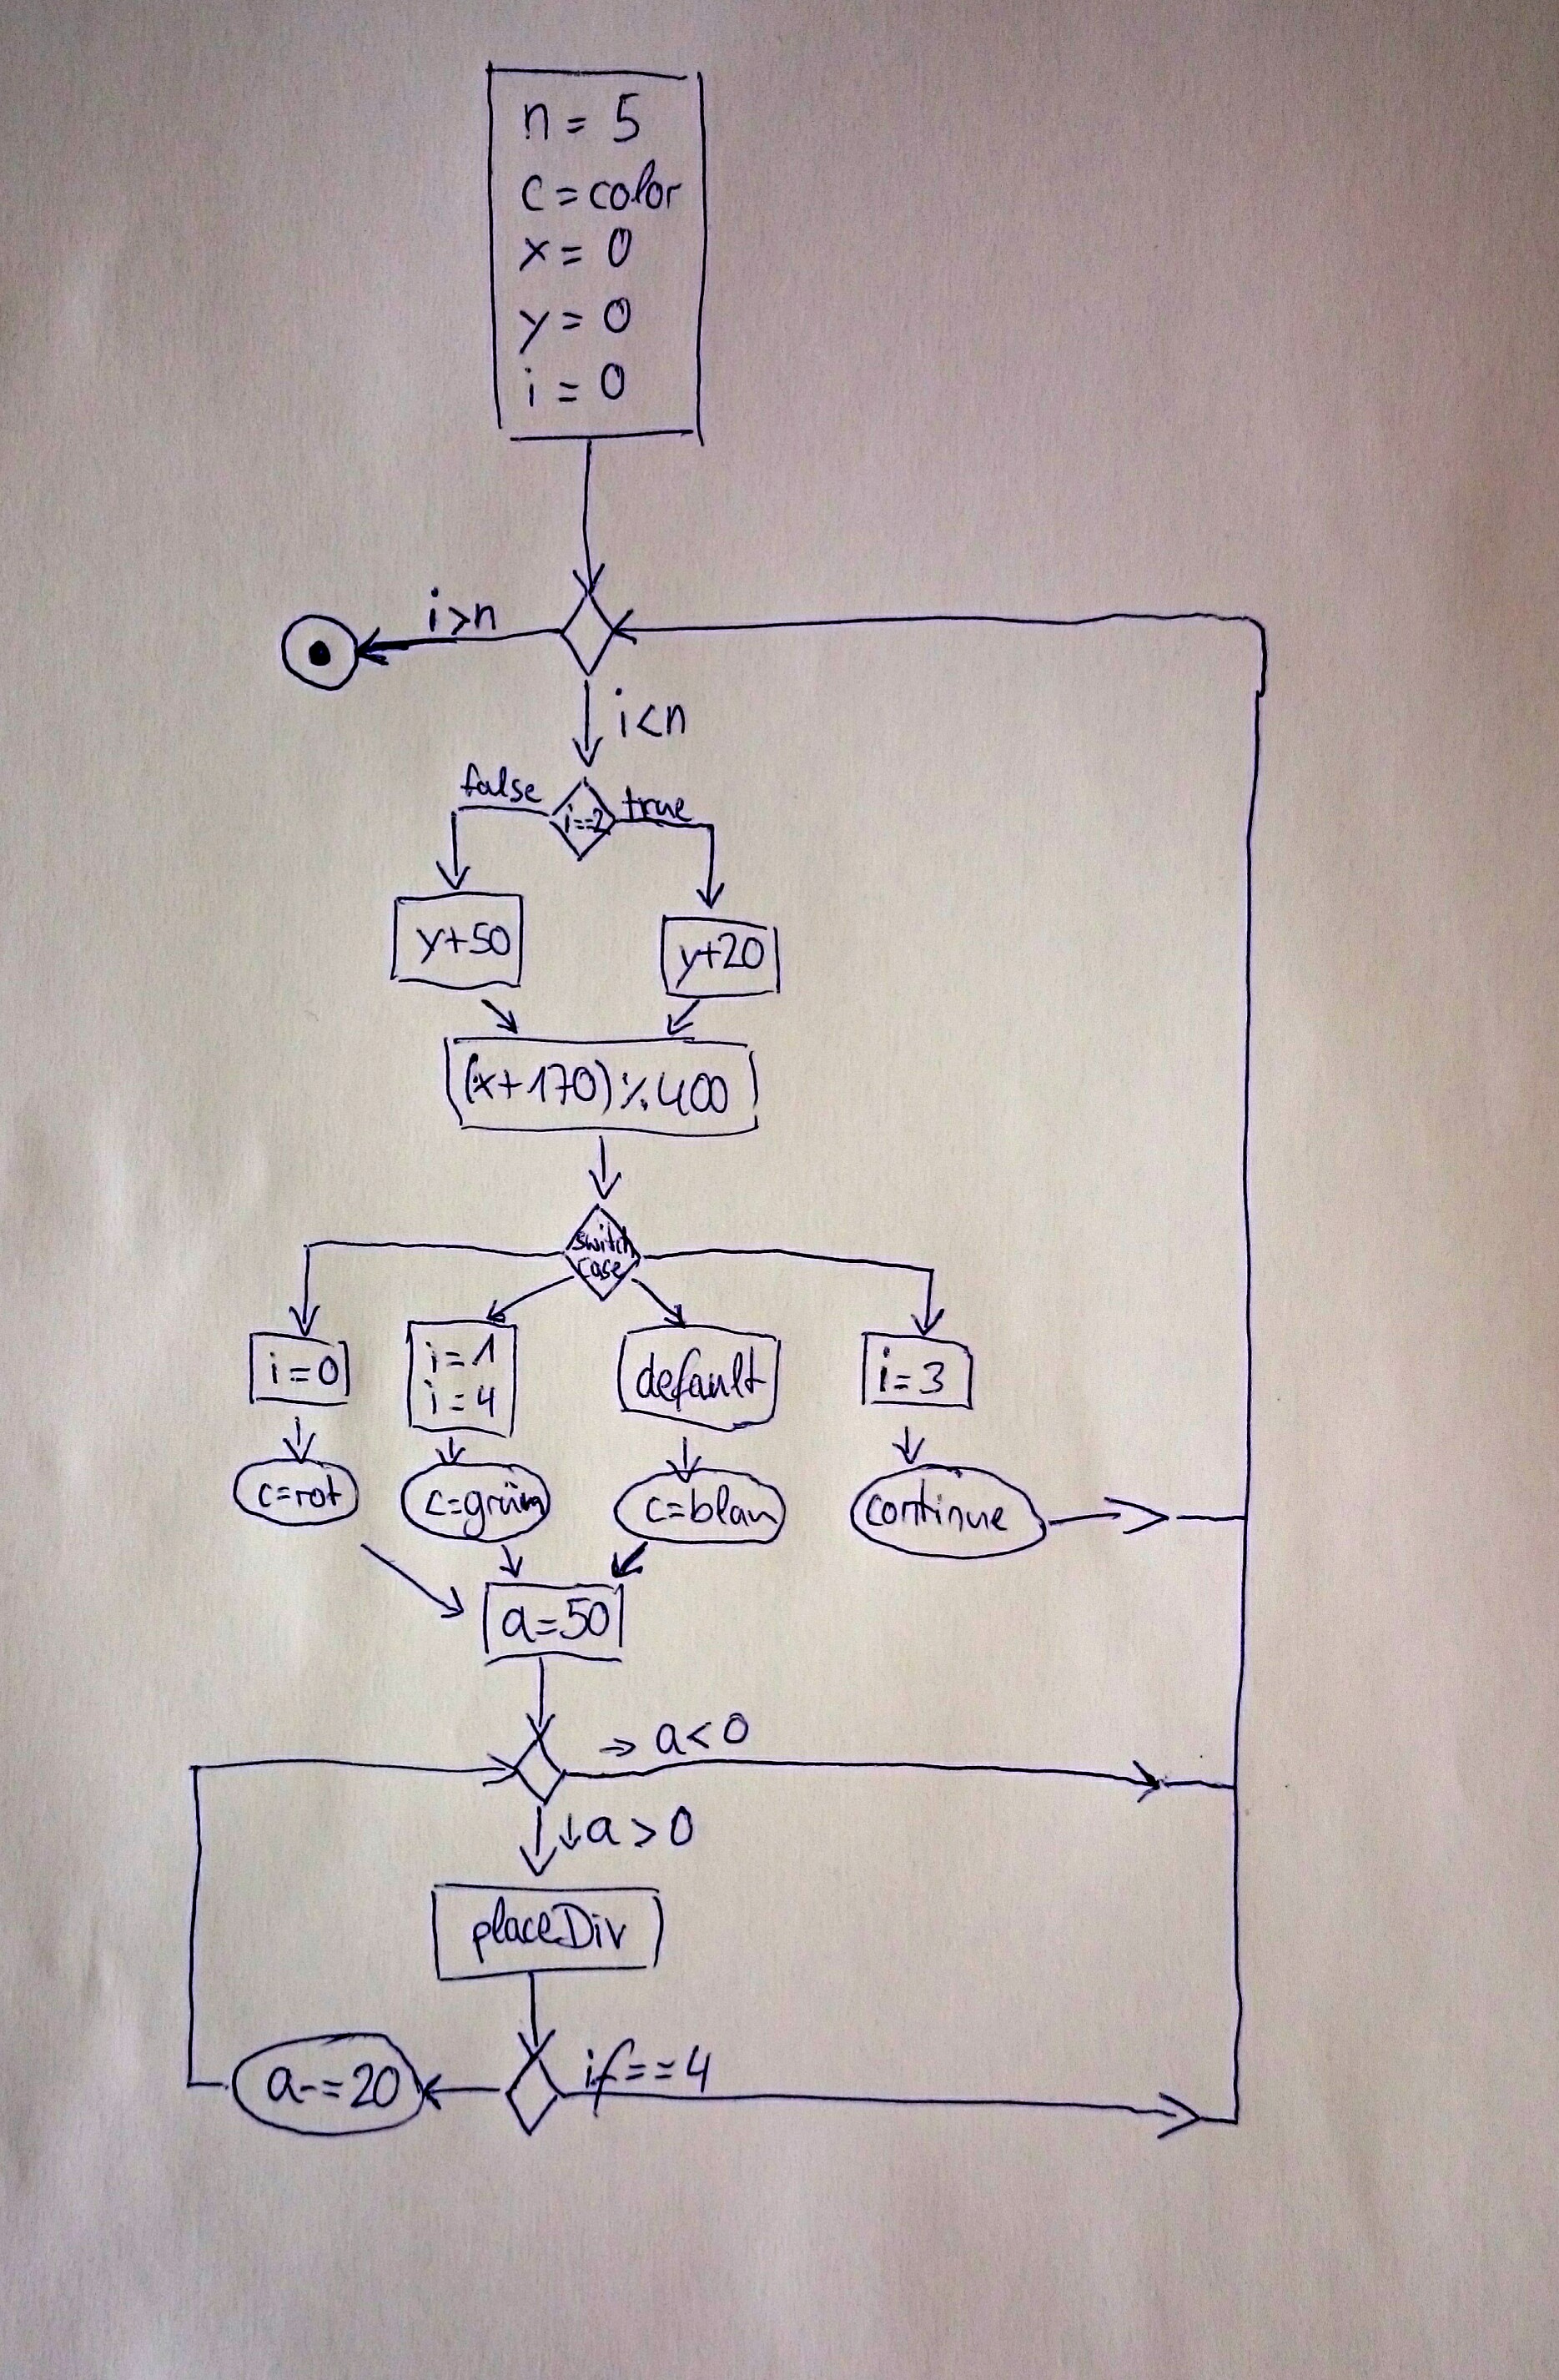 n = 5
c = color
x = 0
y = 0
i = 0
i>n
i<n
false
i==2
true
y+50
y+20
(x+170)%400
switch
case
i=0
i=1
i=4
default
i=3
c=rot
c=grün
c=blau
continue
a=50
→ a<0
↓a>0
placeDiv
if==4
a-=20